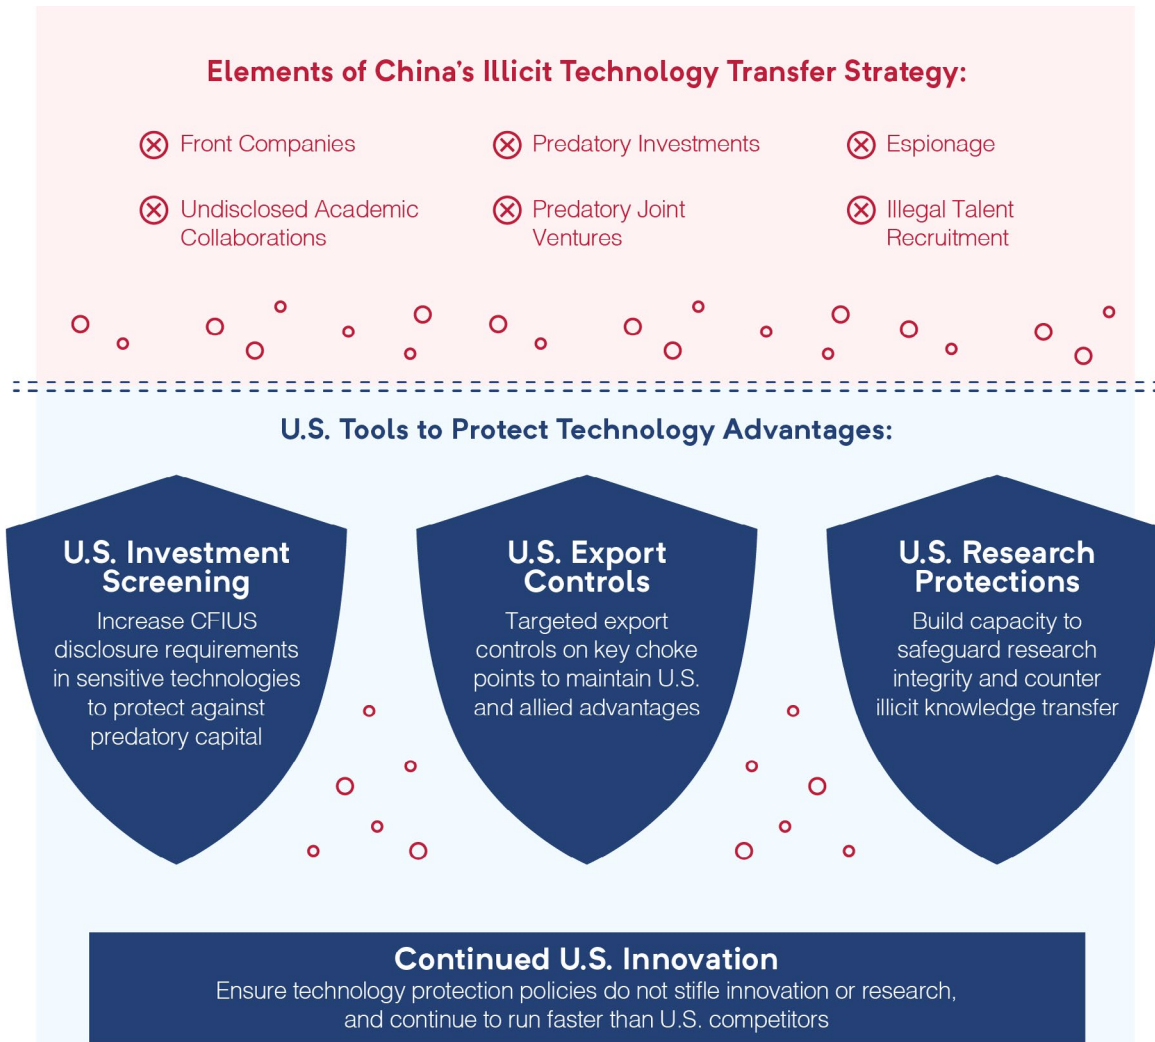 Elements of China's Illicit Technology Transfer Strategy:
Front Companies
Predatory Investments
Espionage
Undisclosed Academic
Collaborations
Predatory Joint
Ventures
Illegal Talent
Recruitment
U.S. Tools to Protect Technology Advantages:
U.S. Investment
Screening
Increase CFIUS
disclosure requirements
in sensitive technologies
to protect against
predatory capital
U.S. Export
Controls
Targeted export
controls on key choke
points to maintain U.S.
and allied advantages
U.S. Research
Protections
Build capacity to
safeguard research
integrity and counter
illicit knowledge transfer
Continued U.S. Innovation
Ensure technology protection policies do not stifle innovation or research,
and continue to run faster than U.S. competitors